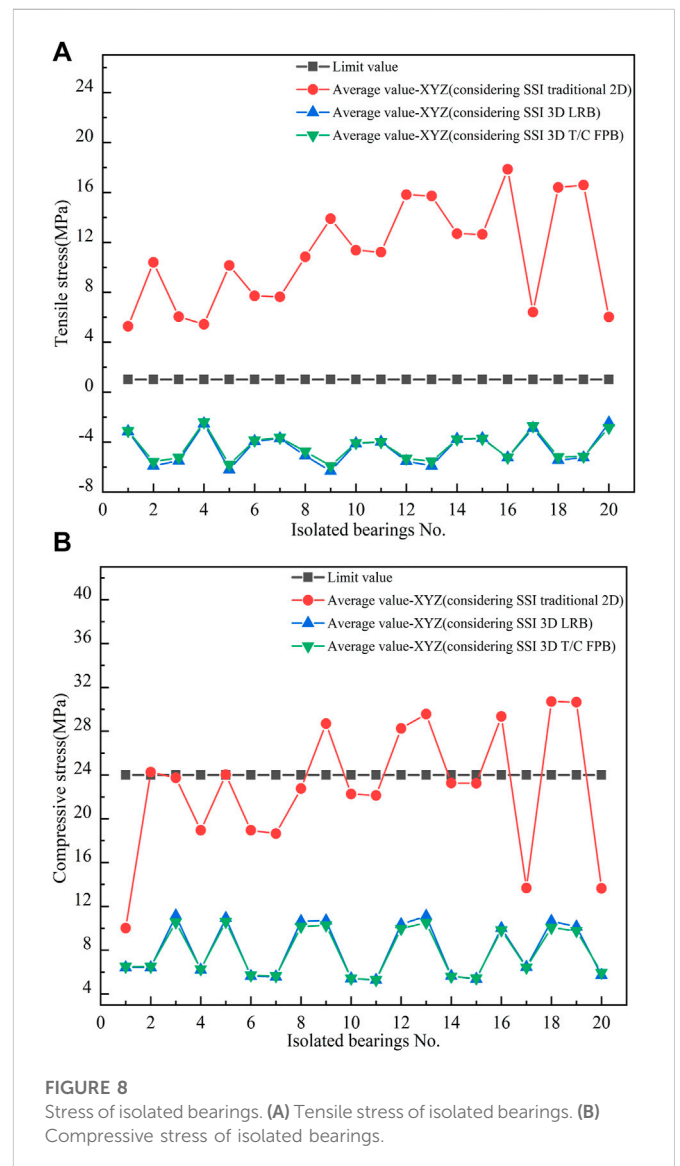 A
Limit value
Average value-XYZ(considering SSI traditional 2D)
Average value-XYZ(considering SSI 3D LRB)
Average value-XYZ(considering SSI 3D T/C FPB)
Tensile stress(MPa)
24
20
16
12
8
4
0
-4
-8
0 2 4 6 8 10 12 14 16 18 20
Isolated bearings No.
B
Limit value
Average value-XYZ(considering SSI traditional 2D)
Average value-XYZ(considering SSI 3D LRB)
Average value-XYZ(considering SSI 3D T/C FPB)
Compressive stress(MPa)
40
36
32
28
24
20
16
12
8
4
0 2 4 6 8 10 12 14 16 18 20
Isolated bearings No.
FIGURE 8
Stress of isolated bearings. (A) Tensile stress of isolated bearings. (B)
Compressive stress of isolated bearings.